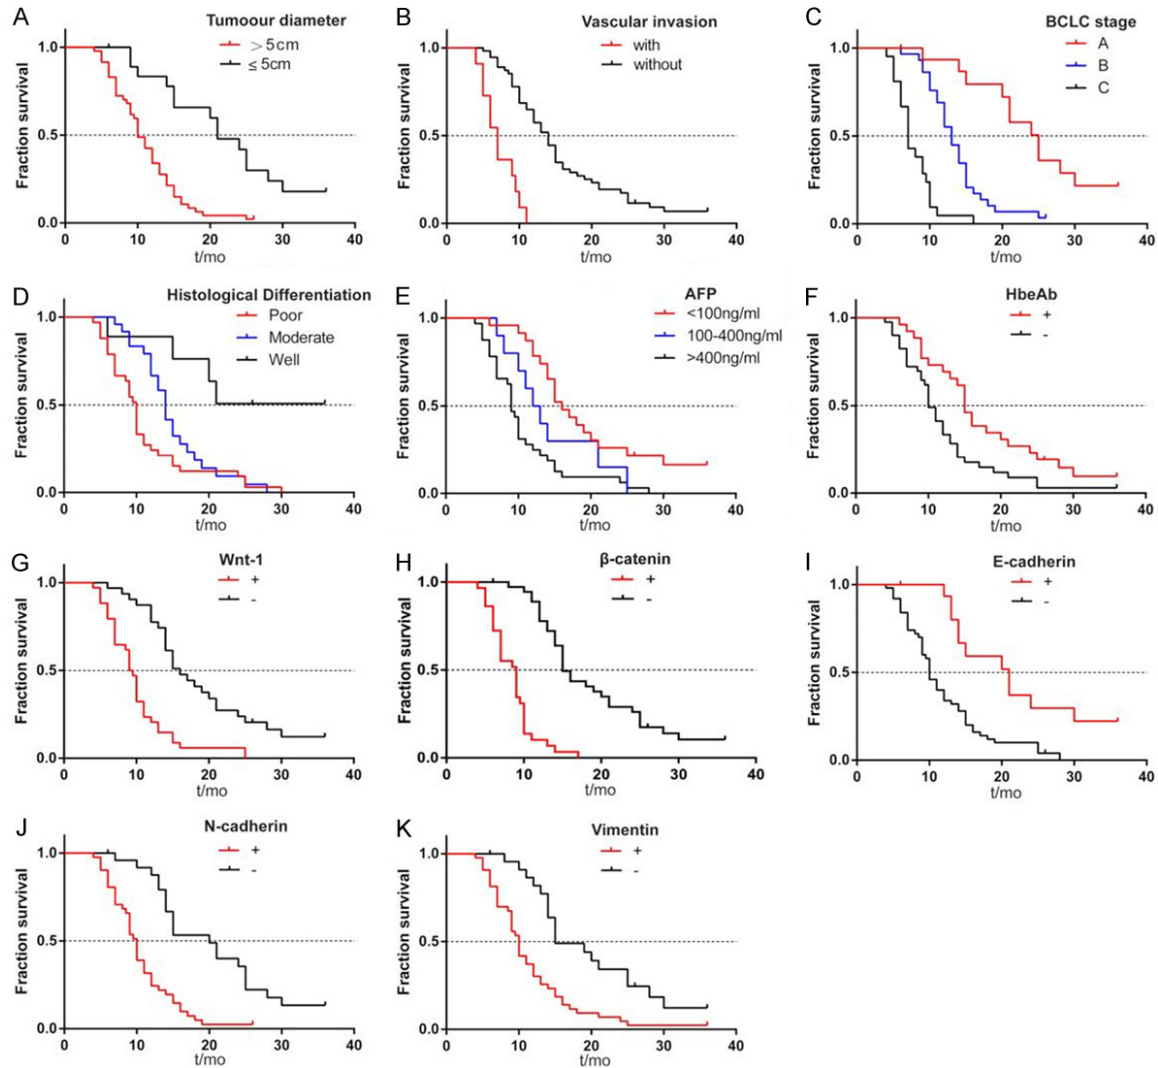 A
Tumoour diameter
> 5cm
≤ 5cm
Fraction survival
1.0
0.5
0.0
0 10 20 30 40
t/mo
B
Vascular invasion
with
without
Fraction survival
1.0
0.5
0.0
0 10 20 30 40
t/mo
C
BCLC stage
A
B
C
Fraction survival
1.0
0.5
0.0
0 10 20 30 40
t/mo
D
Histological Differentiation
Poor
Moderate
Well
Fraction survival
1.0
0.5
0.0
0 10 20 30 40
t/mo
E
AFP
<100ng/ml
100-400ng/ml
>400ng/ml
Fraction survival
1.0
0.5
0.0
0 10 20 30 40
t/mo
F
HbeAb
+
-
Fraction survival
1.0
0.5
0.0
0 10 20 30 40
t/mo
G
Wnt-1
+
-
Fraction survival
1.0
0.5
0.0
0 10 20 30 40
t/mo
H
β-catenin
+
-
Fraction survival
1.0
0.5
0.0
0 10 20 30 40
t/mo
I
E-cadherin
+
-
Fraction survival
1.0
0.5
0.0
0 10 20 30 40
t/mo
J
N-cadherin
+
-
Fraction survival
1.0
0.5
0.0
0 10 20 30 40
t/mo
K
Vimentin
+
-
Fraction survival
1.0
0.5
0.0
0 10 20 30 40
t/mo